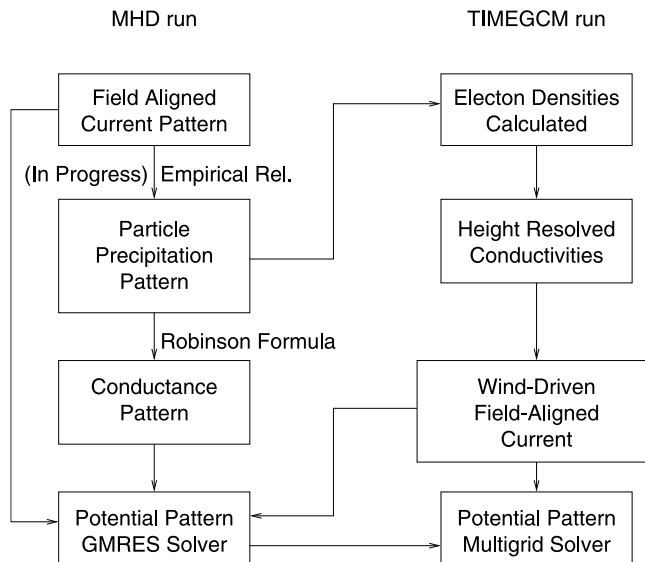 MHD run
TIMEGCM run
Field Aligned
Current Pattern
Electon Densities
Calculated
(In Progress)
Empirical Rel.
Particle
Precipitation
Pattern
Height Resolved
Conductivities
Robinson Formula
Conductance
Pattern
Wind-Driven
Field-Aligned
Current
Potential Pattern
GMRES Solver
Potential Pattern
Multigrid Solver